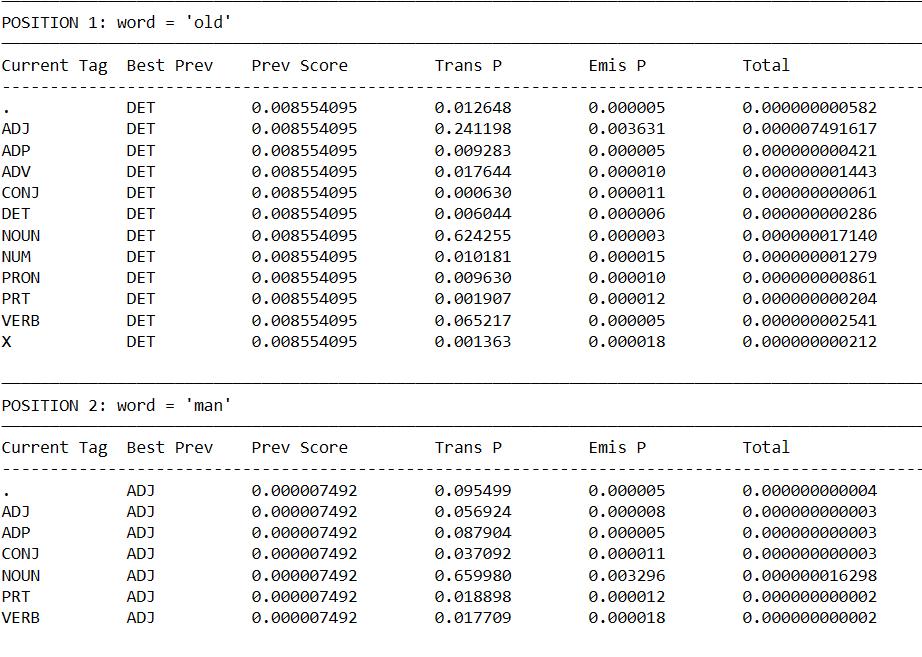 POSITION 1: word = 'old'
Current Tag  Best Prev    Prev Score         Trans P         Emis P          Total
.            DET          0.008554095        0.012648        0.000005        0.000000000582
ADJ          DET          0.008554095        0.241198        0.003631        0.000007491617
ADP          DET          0.008554095        0.009283        0.000005        0.000000000421
ADV          DET          0.008554095        0.017644        0.000010        0.000000001443
CONJ         DET          0.008554095        0.000630        0.000011        0.000000000061
DET          DET          0.008554095        0.006044        0.000006        0.000000000286
NOUN         DET          0.008554095        0.624255        0.000003        0.000000017140
NUM          DET          0.008554095        0.010181        0.000015        0.000000001279
PRON         DET          0.008554095        0.009630        0.000010        0.000000000861
PRT          DET          0.008554095        0.001907        0.000012        0.000000000204
VERB         DET          0.008554095        0.065217        0.000005        0.000000002541
X            DET          0.008554095        0.001363        0.000018        0.000000000212
POSITION 2: word = 'man'
Current Tag  Best Prev    Prev Score         Trans P         Emis P          Total
.            ADJ          0.000007492        0.095499        0.000005        0.000000000004
ADJ          ADJ          0.000007492        0.056924        0.000008        0.000000000003
ADP          ADJ          0.000007492        0.087904        0.000005        0.000000000003
CONJ         ADJ          0.000007492        0.037092        0.000011        0.000000000003
NOUN         ADJ          0.000007492        0.659980        0.003296        0.000000016298
PRT          ADJ          0.000007492        0.018898        0.000012        0.000000000002
VERB         ADJ          0.000007492        0.017709        0.000018        0.000000000002